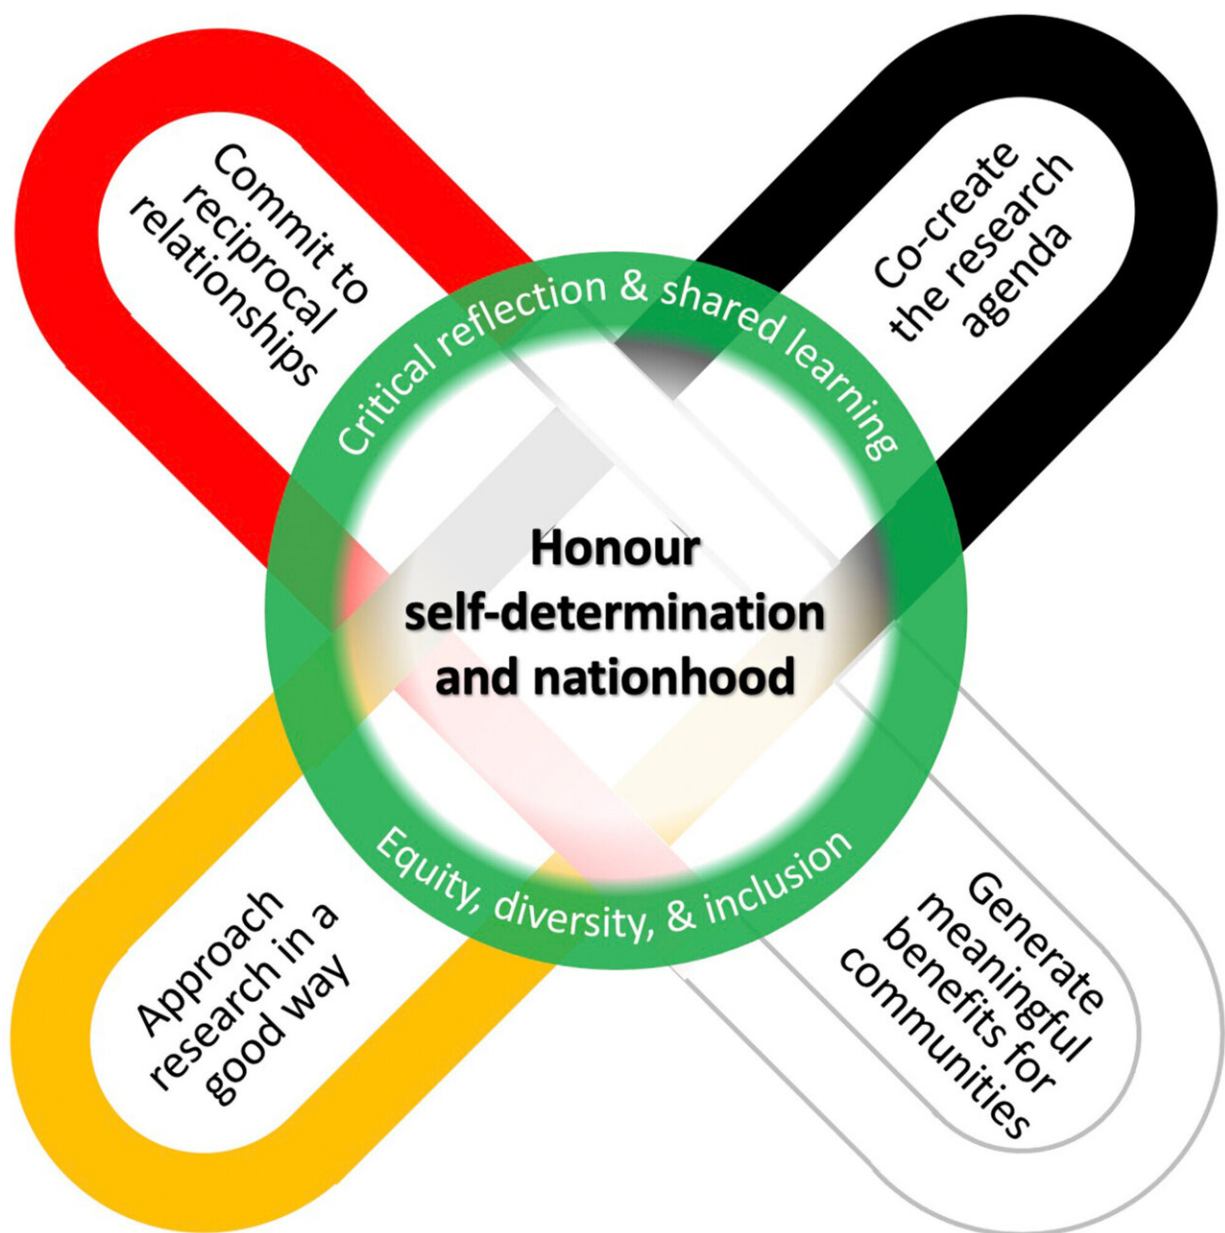 Commit to
reciprocal
relationships
Co-create
the research
agenda
Critical reflection & shared learning
Honour
self-determination
and nationhood
Equity, diversity, & inclusion
Approach
research in a
good way
Generate
meaningful
benefits for
communities